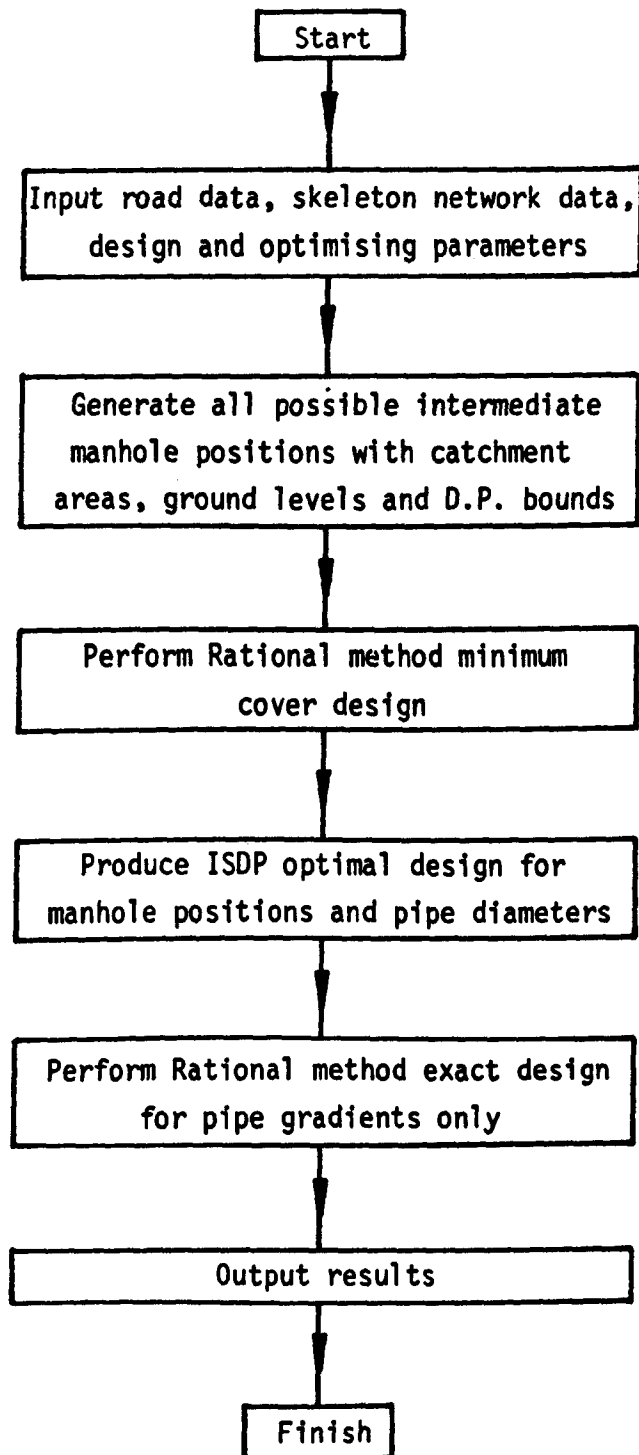 Start
Input road data, skeleton network data,
design and optimising parameters
Generate all possible intermediate
manhole positions with catchment
areas, ground levels and D.P. bounds
Perform Rational method minimum
cover design
Produce ISDP optimal design for
manhole positions and pipe diameters
Perform Rational method exact design
for pipe gradients only
Output results
Finish